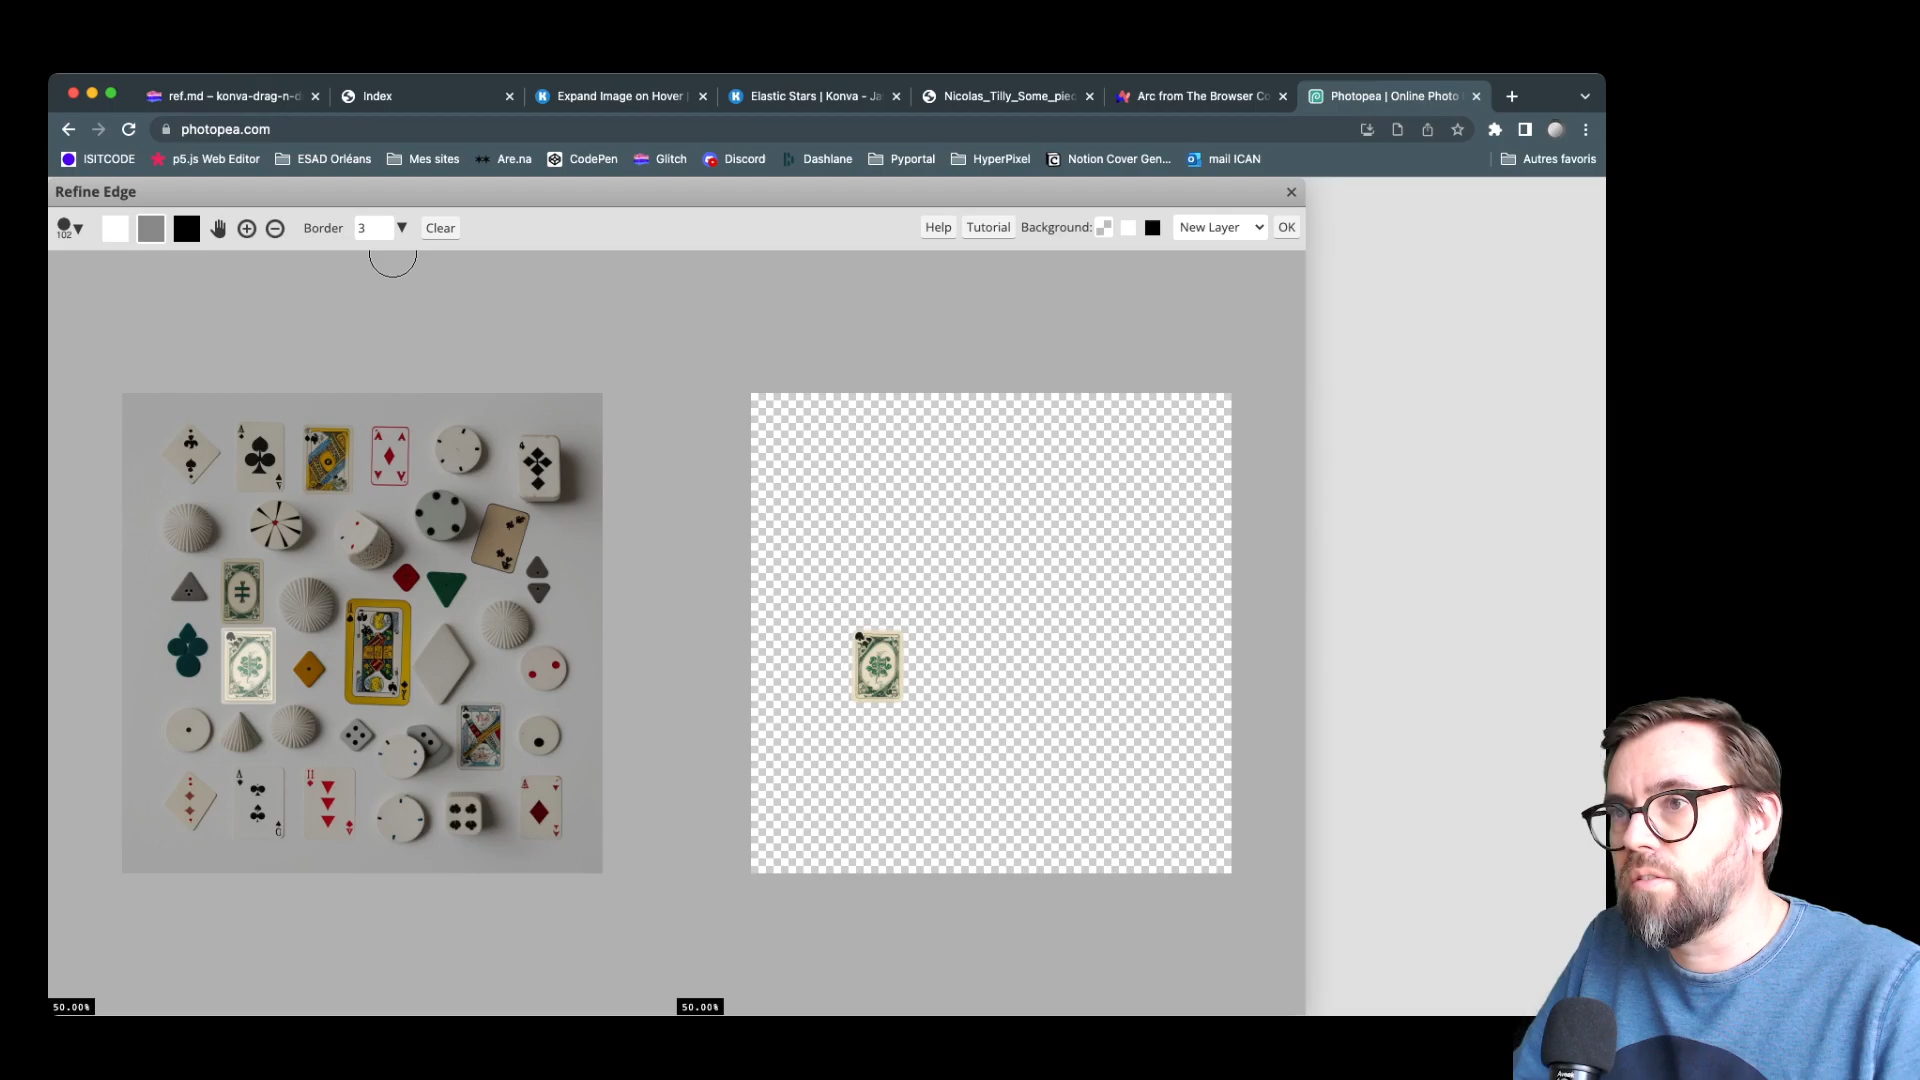 ref.md – konva-drag-n-d
Index
Expand Image on Hover
Elastic Stars | Konva - Ja
Nicolas_Tilly_Some_piec
Arc from The Browser Co
Photopea | Online Photo
photopea.com
ISITCODE
p5.js Web Editor
ESAD Orléans
Mes sites
Are.na
CodePen
Glitch
Discord
Dashlane
Pyportal
HyperPixel
Notion Cover Gen...
mail ICAN
Autres favoris
Refine Edge
102
Border
3
Clear
Help
Tutorial
Background:
New Layer
OK
50.00%
50.00%